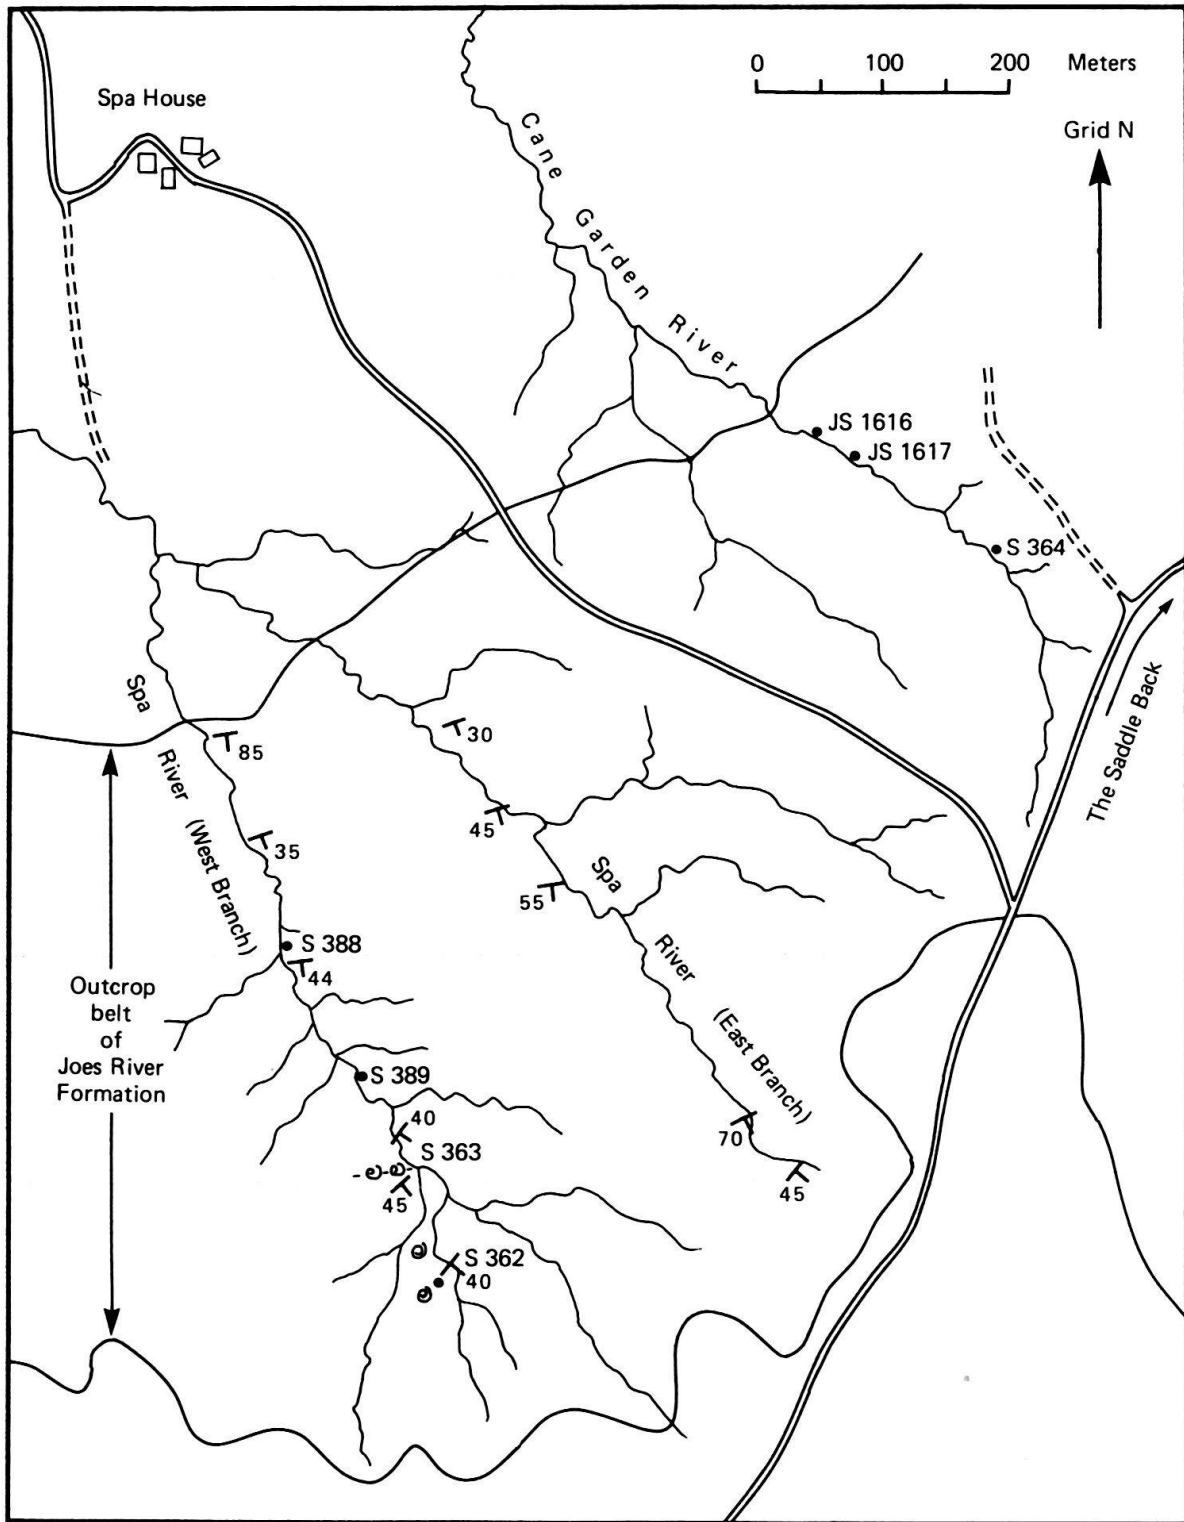 0 100 200 Meters
Grid N
Spa House
Cane Garden River
JS 1616
JS 1617
S 364
The Saddle Back
Spa River (West Branch)
85
35
S 388
44
S 389
40
S 363
45
S 362
40
30
45
55
Spa River (East Branch)
70
45
Outcrop
belt
of
Joes River
Formation